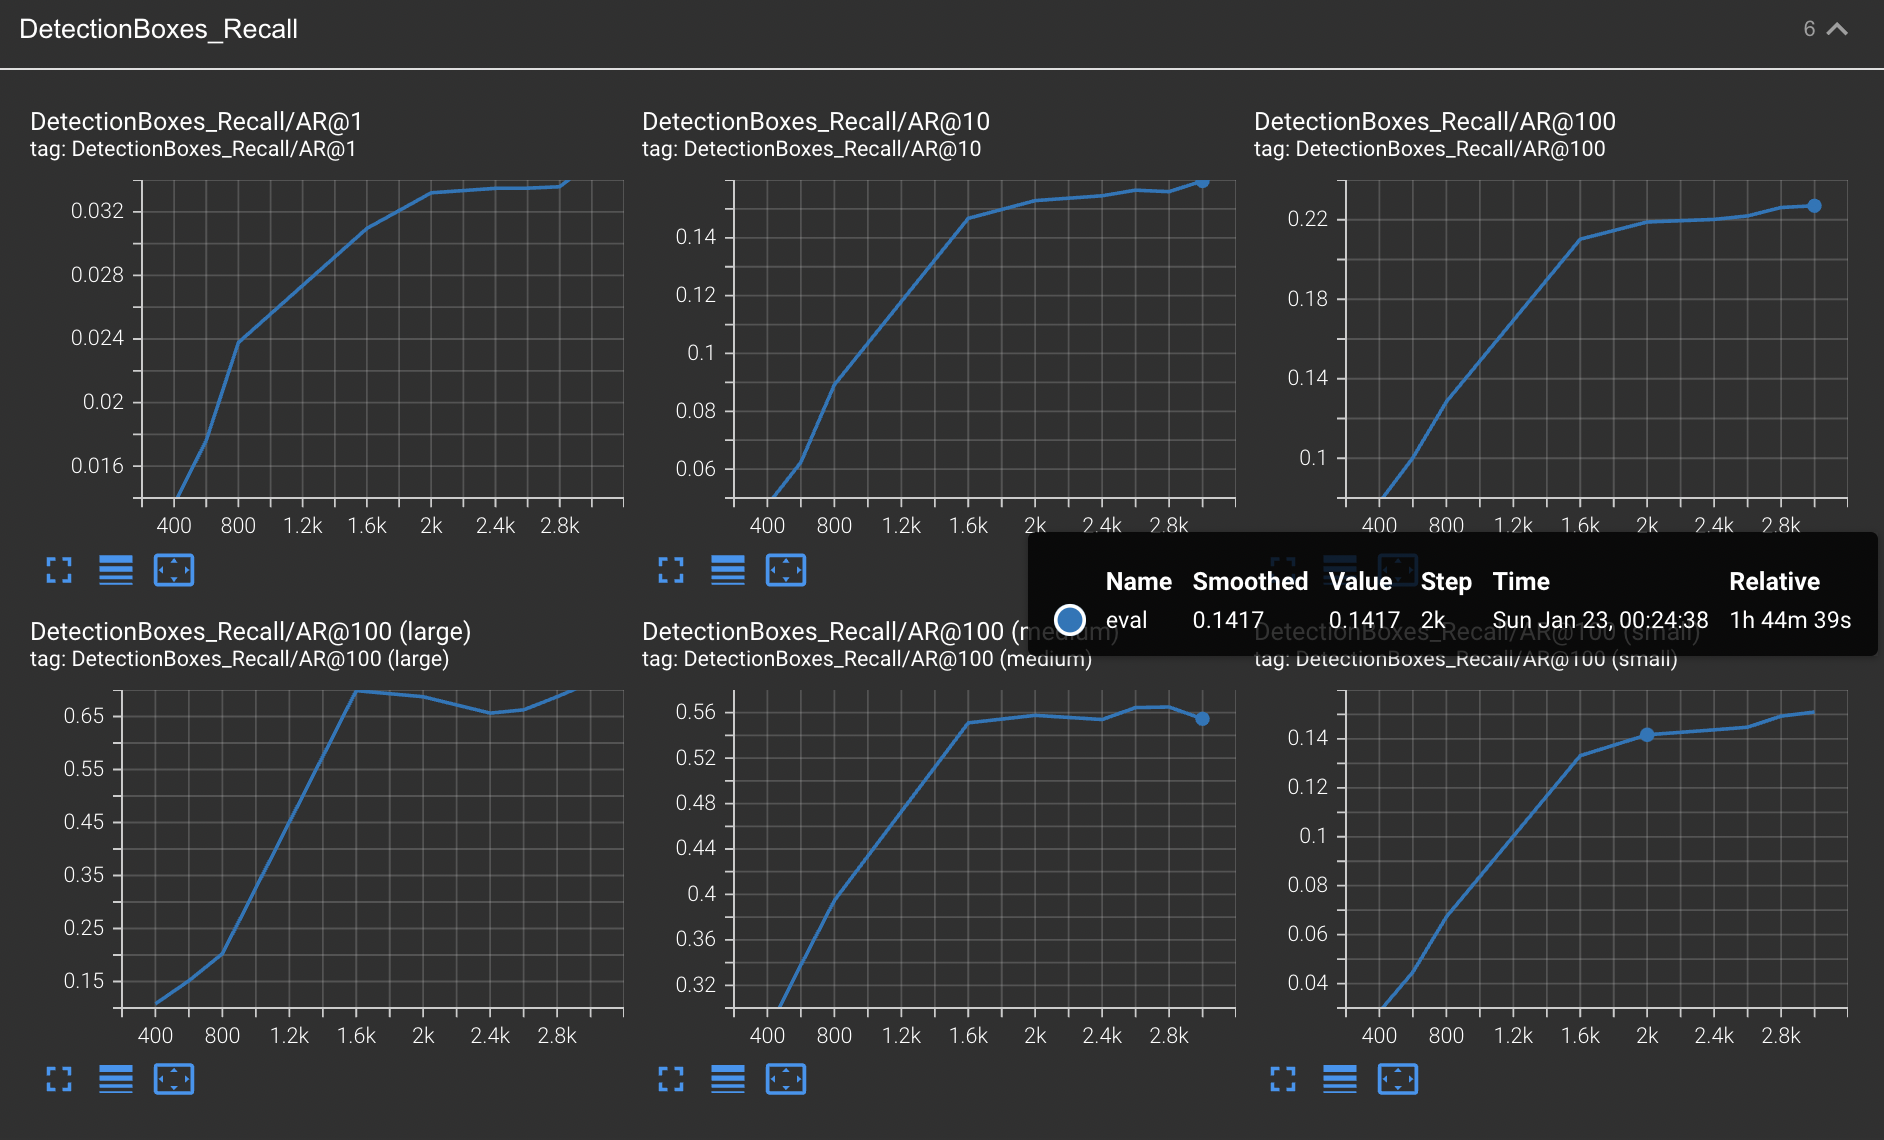 DetectionBoxes_Recall
6
DetectionBoxes_Recall/AR@1
tag: DetectionBoxes_Recall/AR@1
0.032
0.028
0.024
0.02
0.016
400 800 1.2k 1.6k 2k 2.4k 2.8k
DetectionBoxes_Recall/AR@10
tag: DetectionBoxes_Recall/AR@10
0.14
0.12
0.1
0.08
0.06
400 800 1.2k 1.6k 2k 2.4k 2.8k
DetectionBoxes_Recall/AR@100
tag: DetectionBoxes_Recall/AR@100
0.22
0.18
0.14
0.1
400 800 1.2k 1.6k 2k 2.4k 2.8k
Name Smoothed Value Step Time Relative
eval 0.1417 0.1417 2k Sun Jan 23, 00:24:38 1h 44m 39s
DetectionBoxes_Recall/AR@100 (large)
tag: DetectionBoxes_Recall/AR@100 (large)
0.65
0.55
0.45
0.35
0.25
0.15
400 800 1.2k 1.6k 2k 2.4k 2.8k
DetectionBoxes_Recall/AR@100 (medium)
tag: DetectionBoxes_Recall/AR@100 (medium)
0.56
0.52
0.48
0.44
0.4
0.36
0.32
400 800 1.2k 1.6k 2k 2.4k 2.8k
DetectionBoxes_Recall/AR@100 (small)
tag: DetectionBoxes_Recall/AR@100 (small)
0.14
0.12
0.1
0.08
0.06
0.04
400 800 1.2k 1.6k 2k 2.4k 2.8k